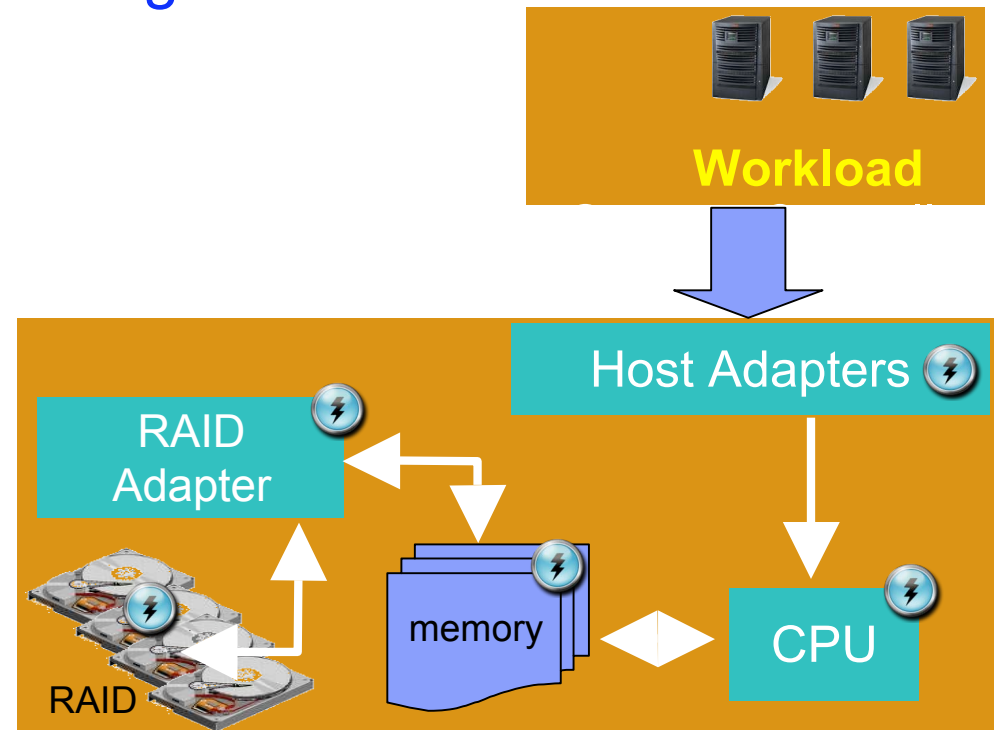 Workload
Host Adapters
RAID
Adapter
memory
CPU
RAID